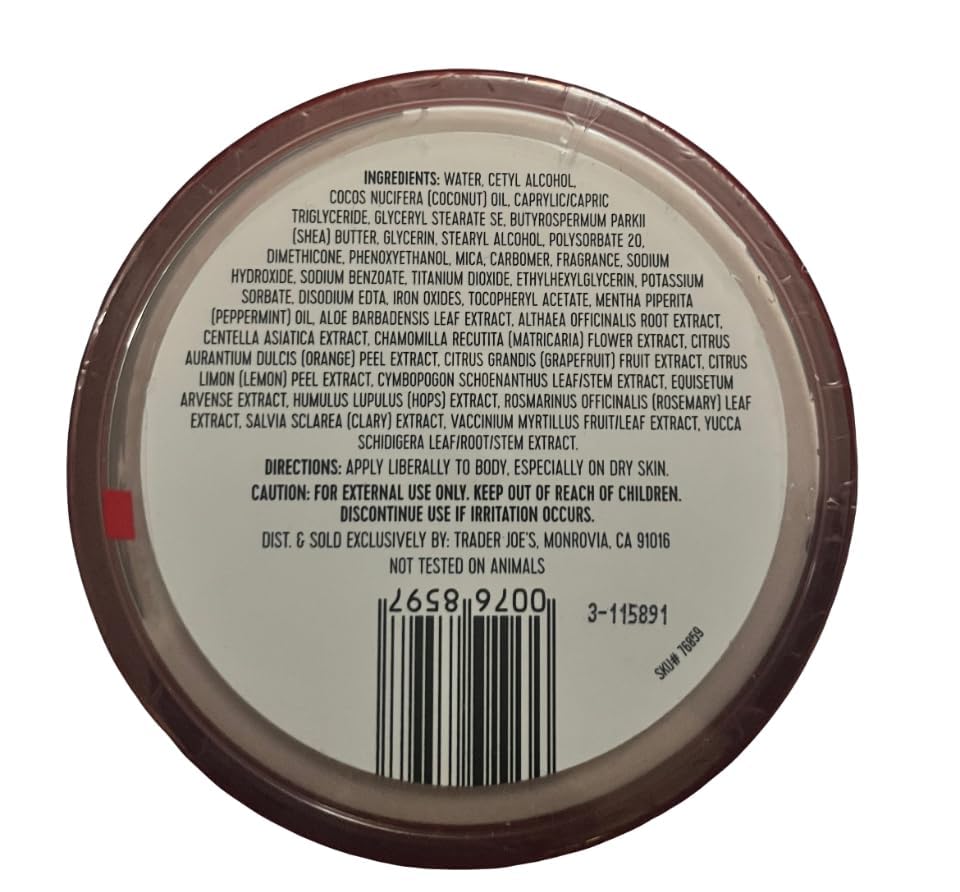 INGREDIENTS: WATER, CETYL ALCOHOL,
COCOS NUCIFERA (COCONUT) OIL, CAPRYLIC/CAPRIC
TRIGLYCERIDE, GLYCERYL STEARATE SE, BUTYROSPERMUM PARKII
(SHEA) BUTTER, GLYCERIN, STEARYL ALCOHOL, POLYSORBATE 20,
DIMETHICONE, PHENOXYETHANOL, MICA, CARBOMER, FRAGRANCE, SODIUM
HYDROXIDE, SODIUM BENZOATE, TITANIUM DIOXIDE, ETHYLHEXYLGLYCERIN, POTASSIUM
SORBATE, DISODIUM EDTA, IRON OXIDES, TOCOPHERYL ACETATE, MENTHA PIPERITA
(PEPPERMINT) OIL, ALOE BARBADENSIS LEAF EXTRACT, ALTHAEA OFFICINALIS ROOT EXTRACT,
CENTELLA ASIATICA EXTRACT, CHAMOMILLA RECUTITA (MATRICARIA) FLOWER EXTRACT, CITRUS
AURANTIUM DULCIS (ORANGE) PEEL EXTRACT, CITRUS GRANDIS (GRAPEFRUIT) FRUIT EXTRACT, CITRUS
LIMON (LEMON) PEEL EXTRACT, CYMBOPOGON SCHOENANTHUS LEAF/STEM EXTRACT, EQUISETUM
ARVENSE EXTRACT, HUMULUS LUPULUS (HOPS) EXTRACT, ROSMARINUS OFFICINALIS (ROSEMARY) LEAF
EXTRACT, SALVIA SCLAREA (CLARY) EXTRACT, VACCINIUM MYRTILLUS FRUIT/LEAF EXTRACT, YUCCA
SCHIDIGERA LEAF/ROOT/STEM EXTRACT.
DIRECTIONS: APPLY LIBERALLY TO BODY, ESPECIALLY ON DRY SKIN.
CAUTION: FOR EXTERNAL USE ONLY. KEEP OUT OF REACH OF CHILDREN.
DISCONTINUE USE IF IRRITATION OCCURS.
DIST. & SOLD EXCLUSIVELY BY: TRADER JOE'S, MONROVIA, CA 91016
NOT TESTED ON ANIMALS
0076 8597
3-115891
SKU# 76859